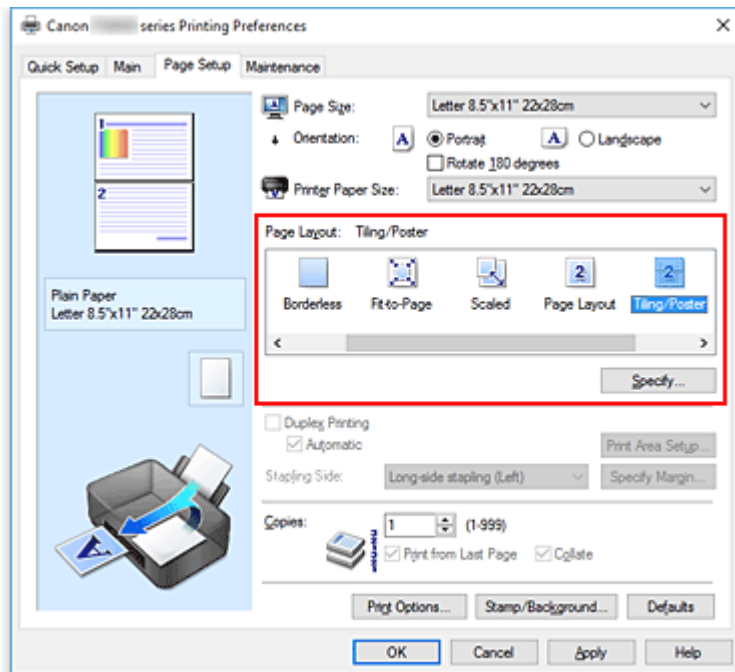 Canon series Printing Preferences
Quick Setup Main Page Setup Maintenance
1
2
Plain Paper
Letter 8.5"x11" 22x28cm
Page Size: Letter 8.5"x11" 22x28cm
Orientation: A Portrait A Landscape
Rotate 180 degrees
Printer Paper Size: Letter 8.5"x11" 22x28cm
Page Layout: Tiling/Poster
2 2
Borderless Fit-to-Page Scaled Page Layout Tiling/Poster
Specify...
Duplex Printing
Automatic Print Area Setup...
Stapling Side: Long-side stapling (Left) Specify Margin...
Copies: 1 (1-999)
Print from Last Page Collate
A
Print Options... Stamp/Background... Defaults
OK Cancel Apply Help